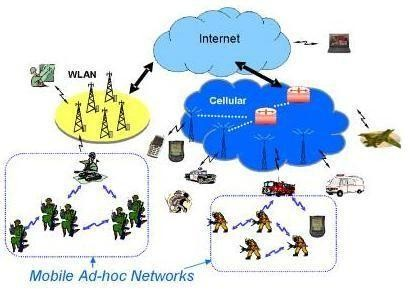 Internet
WLAN
Cellular
Mobile Ad-hoc Networks